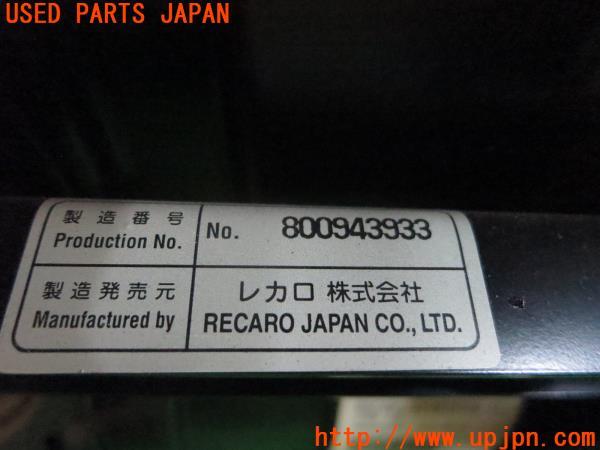 USED PARTS JAPAN
製造番号
Production No.
No. 800943933
製造発売元
Manufactured by
レカロ 株式会社
RECARO JAPAN CO., LTD.
http://www.upjpn.com